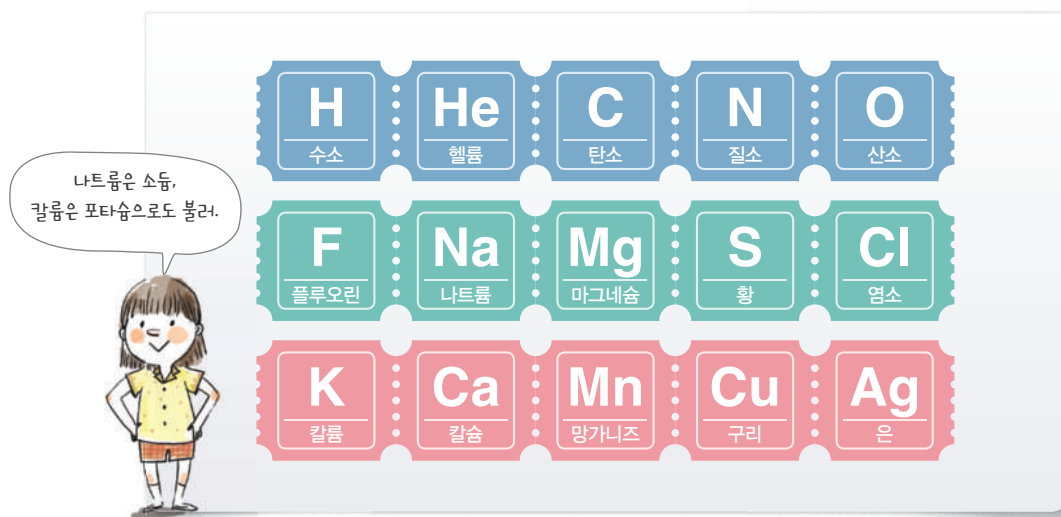 H He C N O
수소 헬륨 탄소 질소 산소
나트륨은 소듐,
칼륨은 포타슘으로도 불러.
F Na Mg S Cl
플루오린 나트륨 마그네슘 황 염소
K Ca Mn Cu Ag
칼륨 칼슘 망가니즈 구리 은